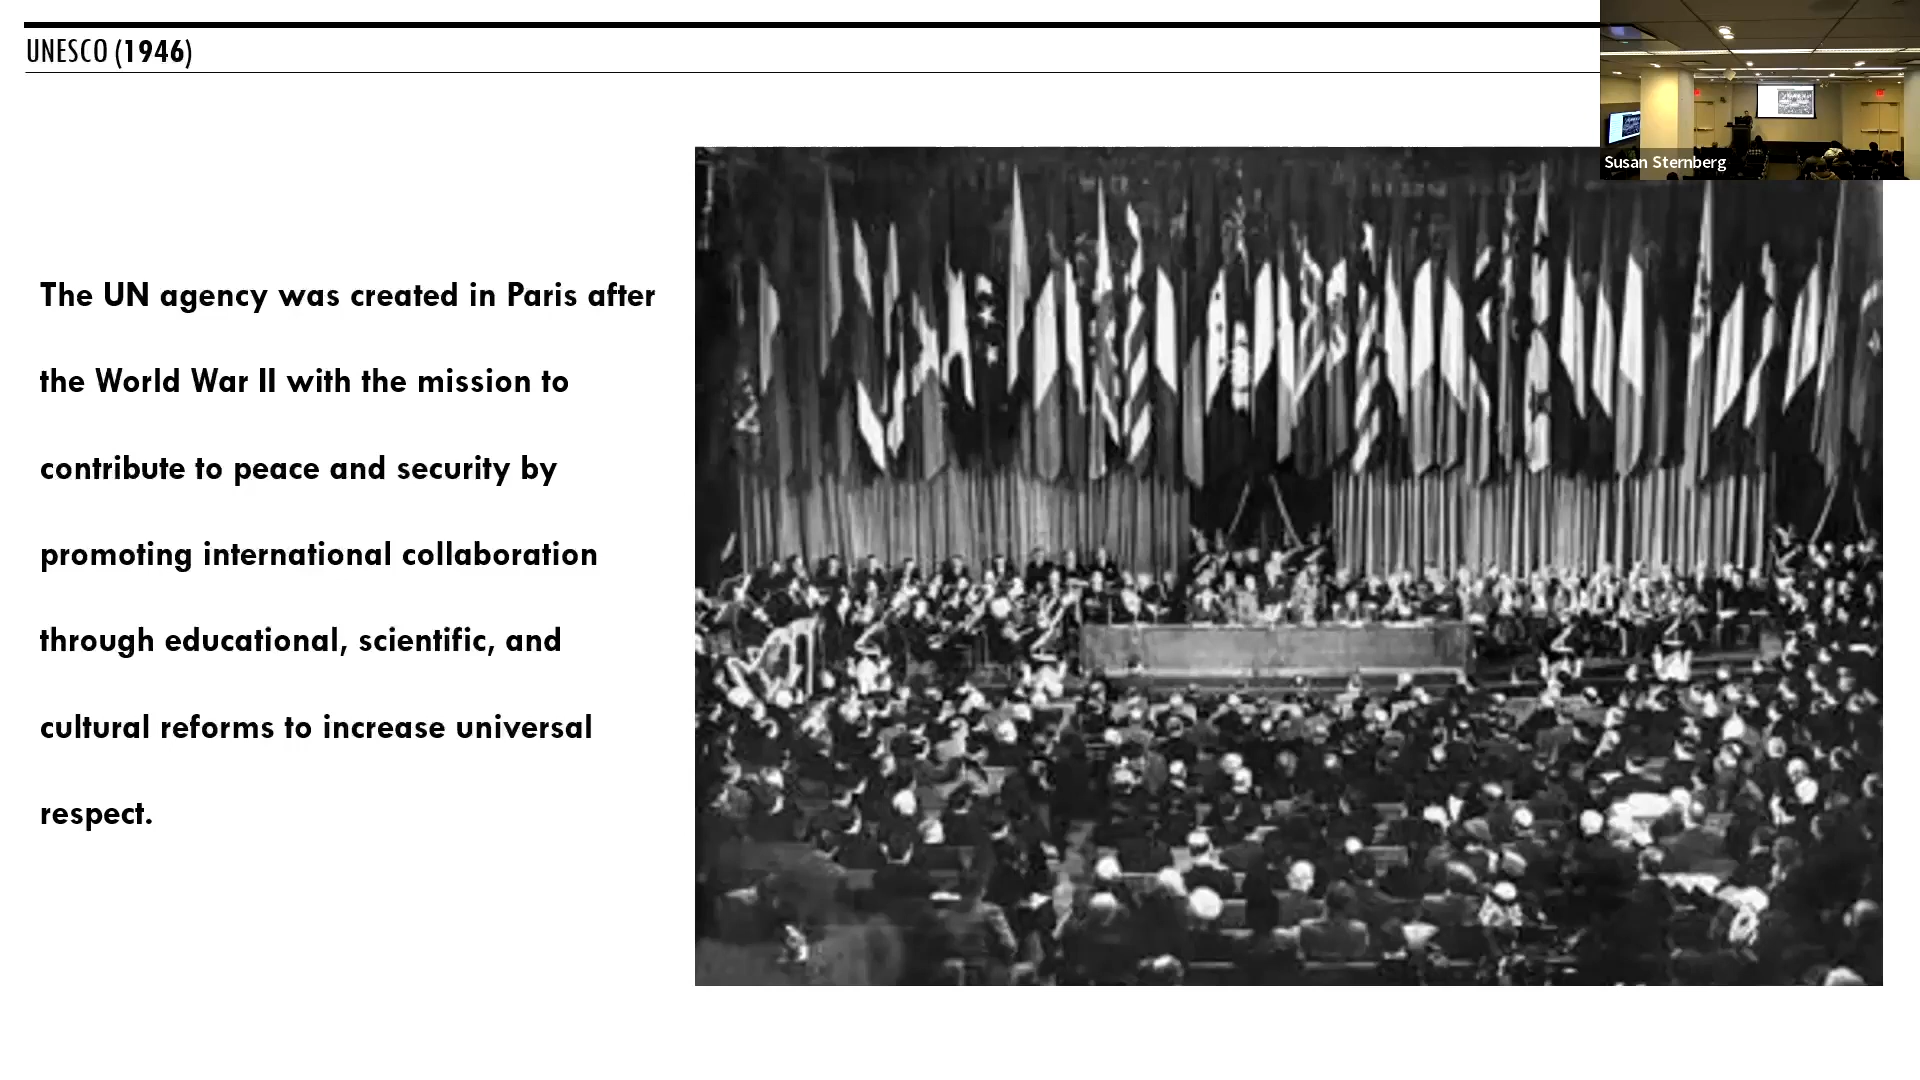 UNESCO (1946)
The UN agency was created in Paris after
the World War II with the mission to
contribute to peace and security by
promoting international collaboration
through educational, scientific, and
cultural reforms to increase universal
respect.
Susan Sternberg